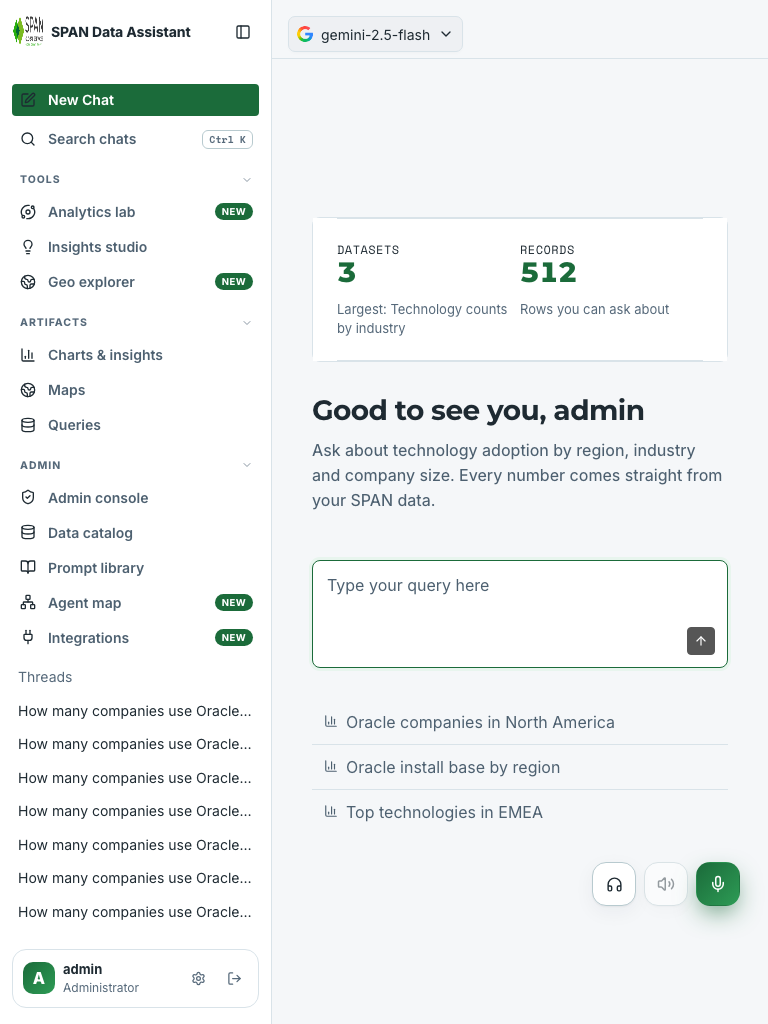 SPAN
SPAN Data Assistant
New Chat
Search chats
Ctrl K
TOOLS
Analytics lab
NEW
Insights studio
Geo explorer
NEW
ARTIFACTS
Charts & insights
Maps
Queries
ADMIN
Admin console
Data catalog
Prompt library
Agent map
NEW
Integrations
NEW
Threads
How many companies use Oracle...
How many companies use Oracle...
How many companies use Oracle...
How many companies use Oracle...
How many companies use Oracle...
How many companies use Oracle...
How many companies use Oracle...
A
admin
Administrator
gemini-2.5-flash
DATASETS
3
Largest: Technology counts
by industry
RECORDS
512
Rows you can ask about
Good to see you, admin
Ask about technology adoption by region, industry
and company size. Every number comes straight from
your SPAN data.
Type your query here
Oracle companies in North America
Oracle install base by region
Top technologies in EMEA